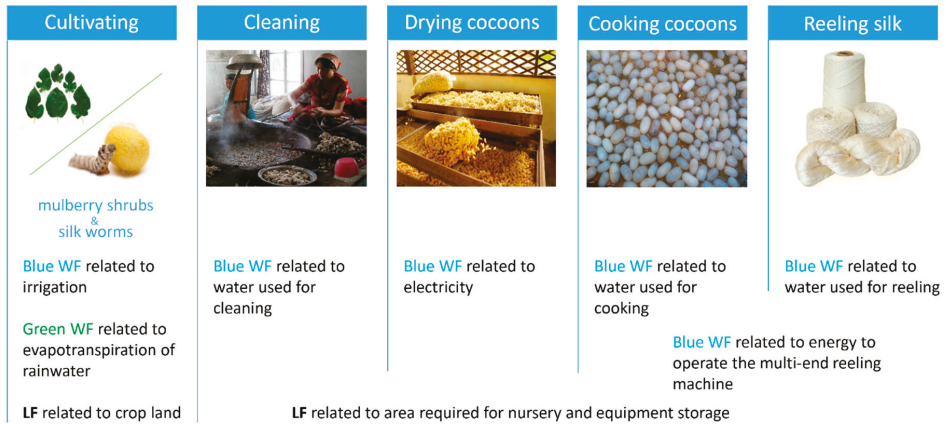 Cultivating
Cleaning
Drying cocoons
Cooking cocoons
Reeling silk
mulberry shrubs
&
silk worms
Blue WF related to
irrigation
Green WF related to
evapotranspiration of
rainwater
LF related to crop land
Blue WF related to
water used for
cleaning
Blue WF related to
electricity
Blue WF related to
water used for
cooking
Blue WF related to
water used for reeling
Blue WF related to energy to
operate the multi-end reeling
machine
LF related to area required for nursery and equipment storage